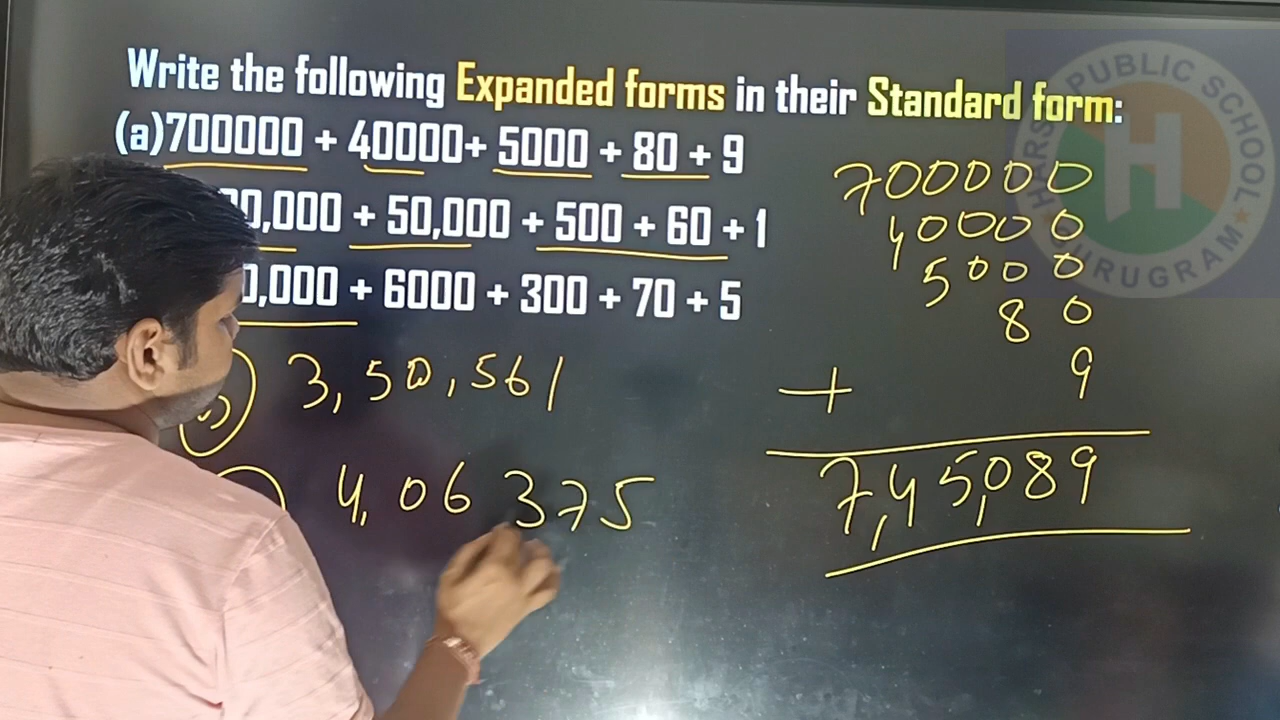 Write the following Expanded forms in their Standard form:
(a)700000 + 40000+ 5000 + 80 + 9
0,000 + 50,000 + 500 + 60 + 1
0,000 + 6000 + 300 + 70 + 5
3,50,561
4,06 375
700000
40000
5000
80
9
+
7,45,089
PUBLIC SCHOOL
H